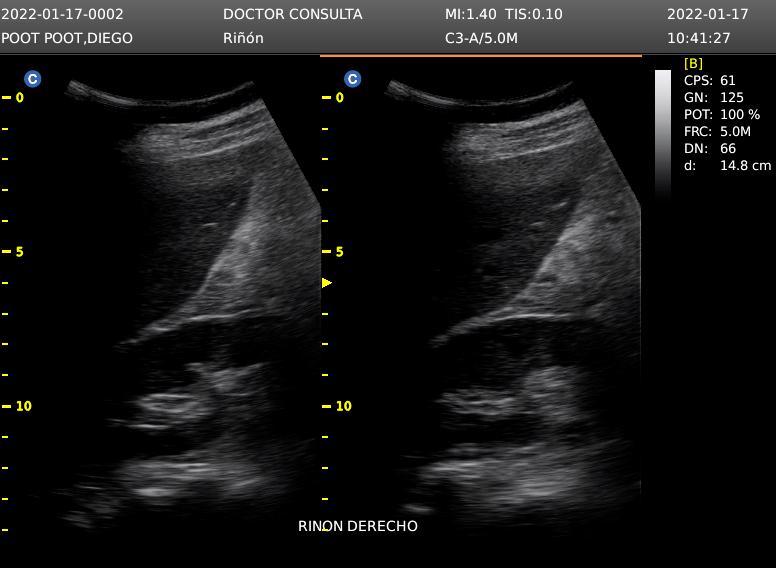 2022-01-17-0002 DOCTOR CONSULTA MI:1.40 TIS:0.10 2022-01-17
POOT POOT,DIEGO Riñón C3-A/5.0M 10:41:27
C C [B]
0 0 CPS: 61
GN: 125
POT: 100 %
FRC: 5.0M
DN: 66
d: 14.8 cm
5 5
10 10
RINON DERECHO